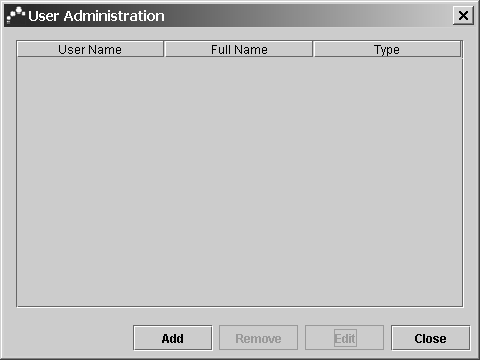 User Administration
User Name Full Name Type
Add Remove Edit Close